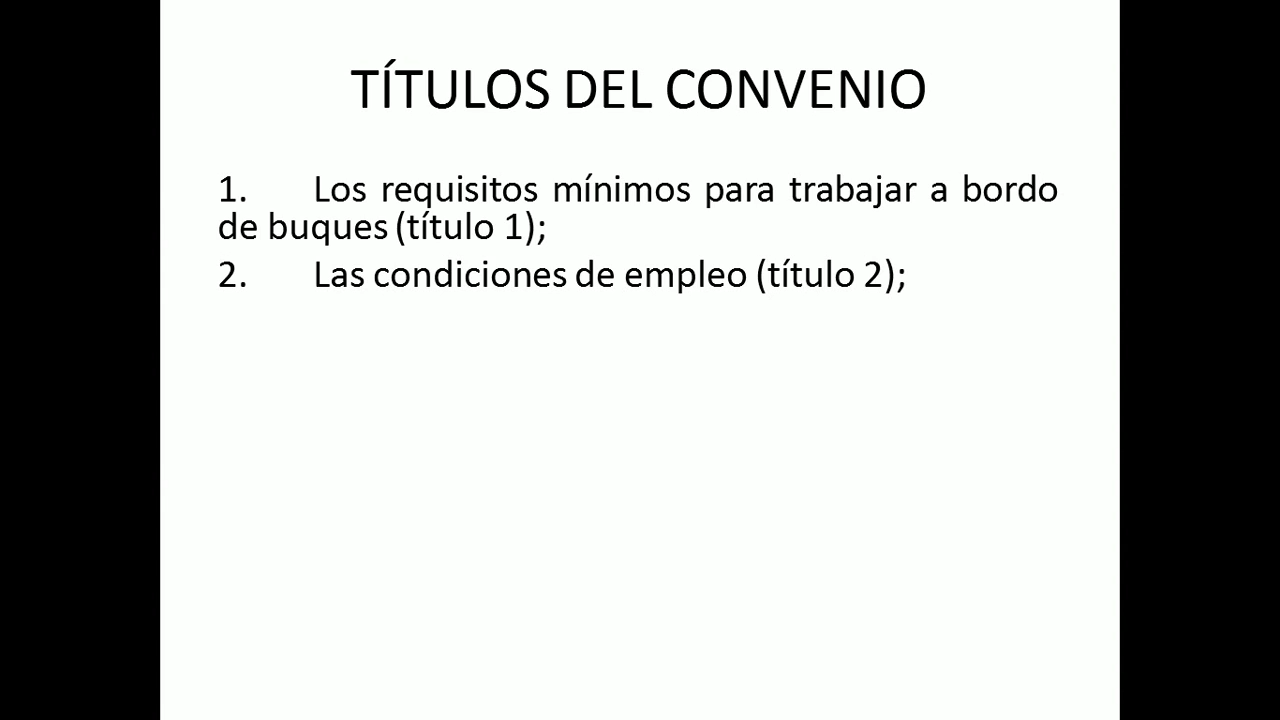 TÍTULOS DEL CONVENIO
1. Los requisitos mínimos para trabajar a bordo
de buques (título 1);
2. Las condiciones de empleo (título 2);